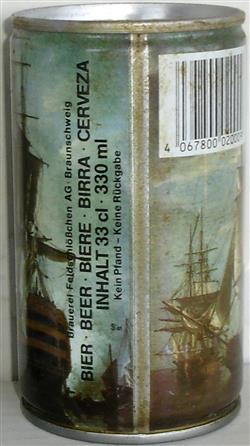 Brauerei Feldschlößchen AG · Braunschweig
BIER · BEER · BIÈRE · BIRRA · CERVEZA
INHALT 33 cl · 330 ml
Kein Pfand – Keine Rückgabe
4 067800 02000